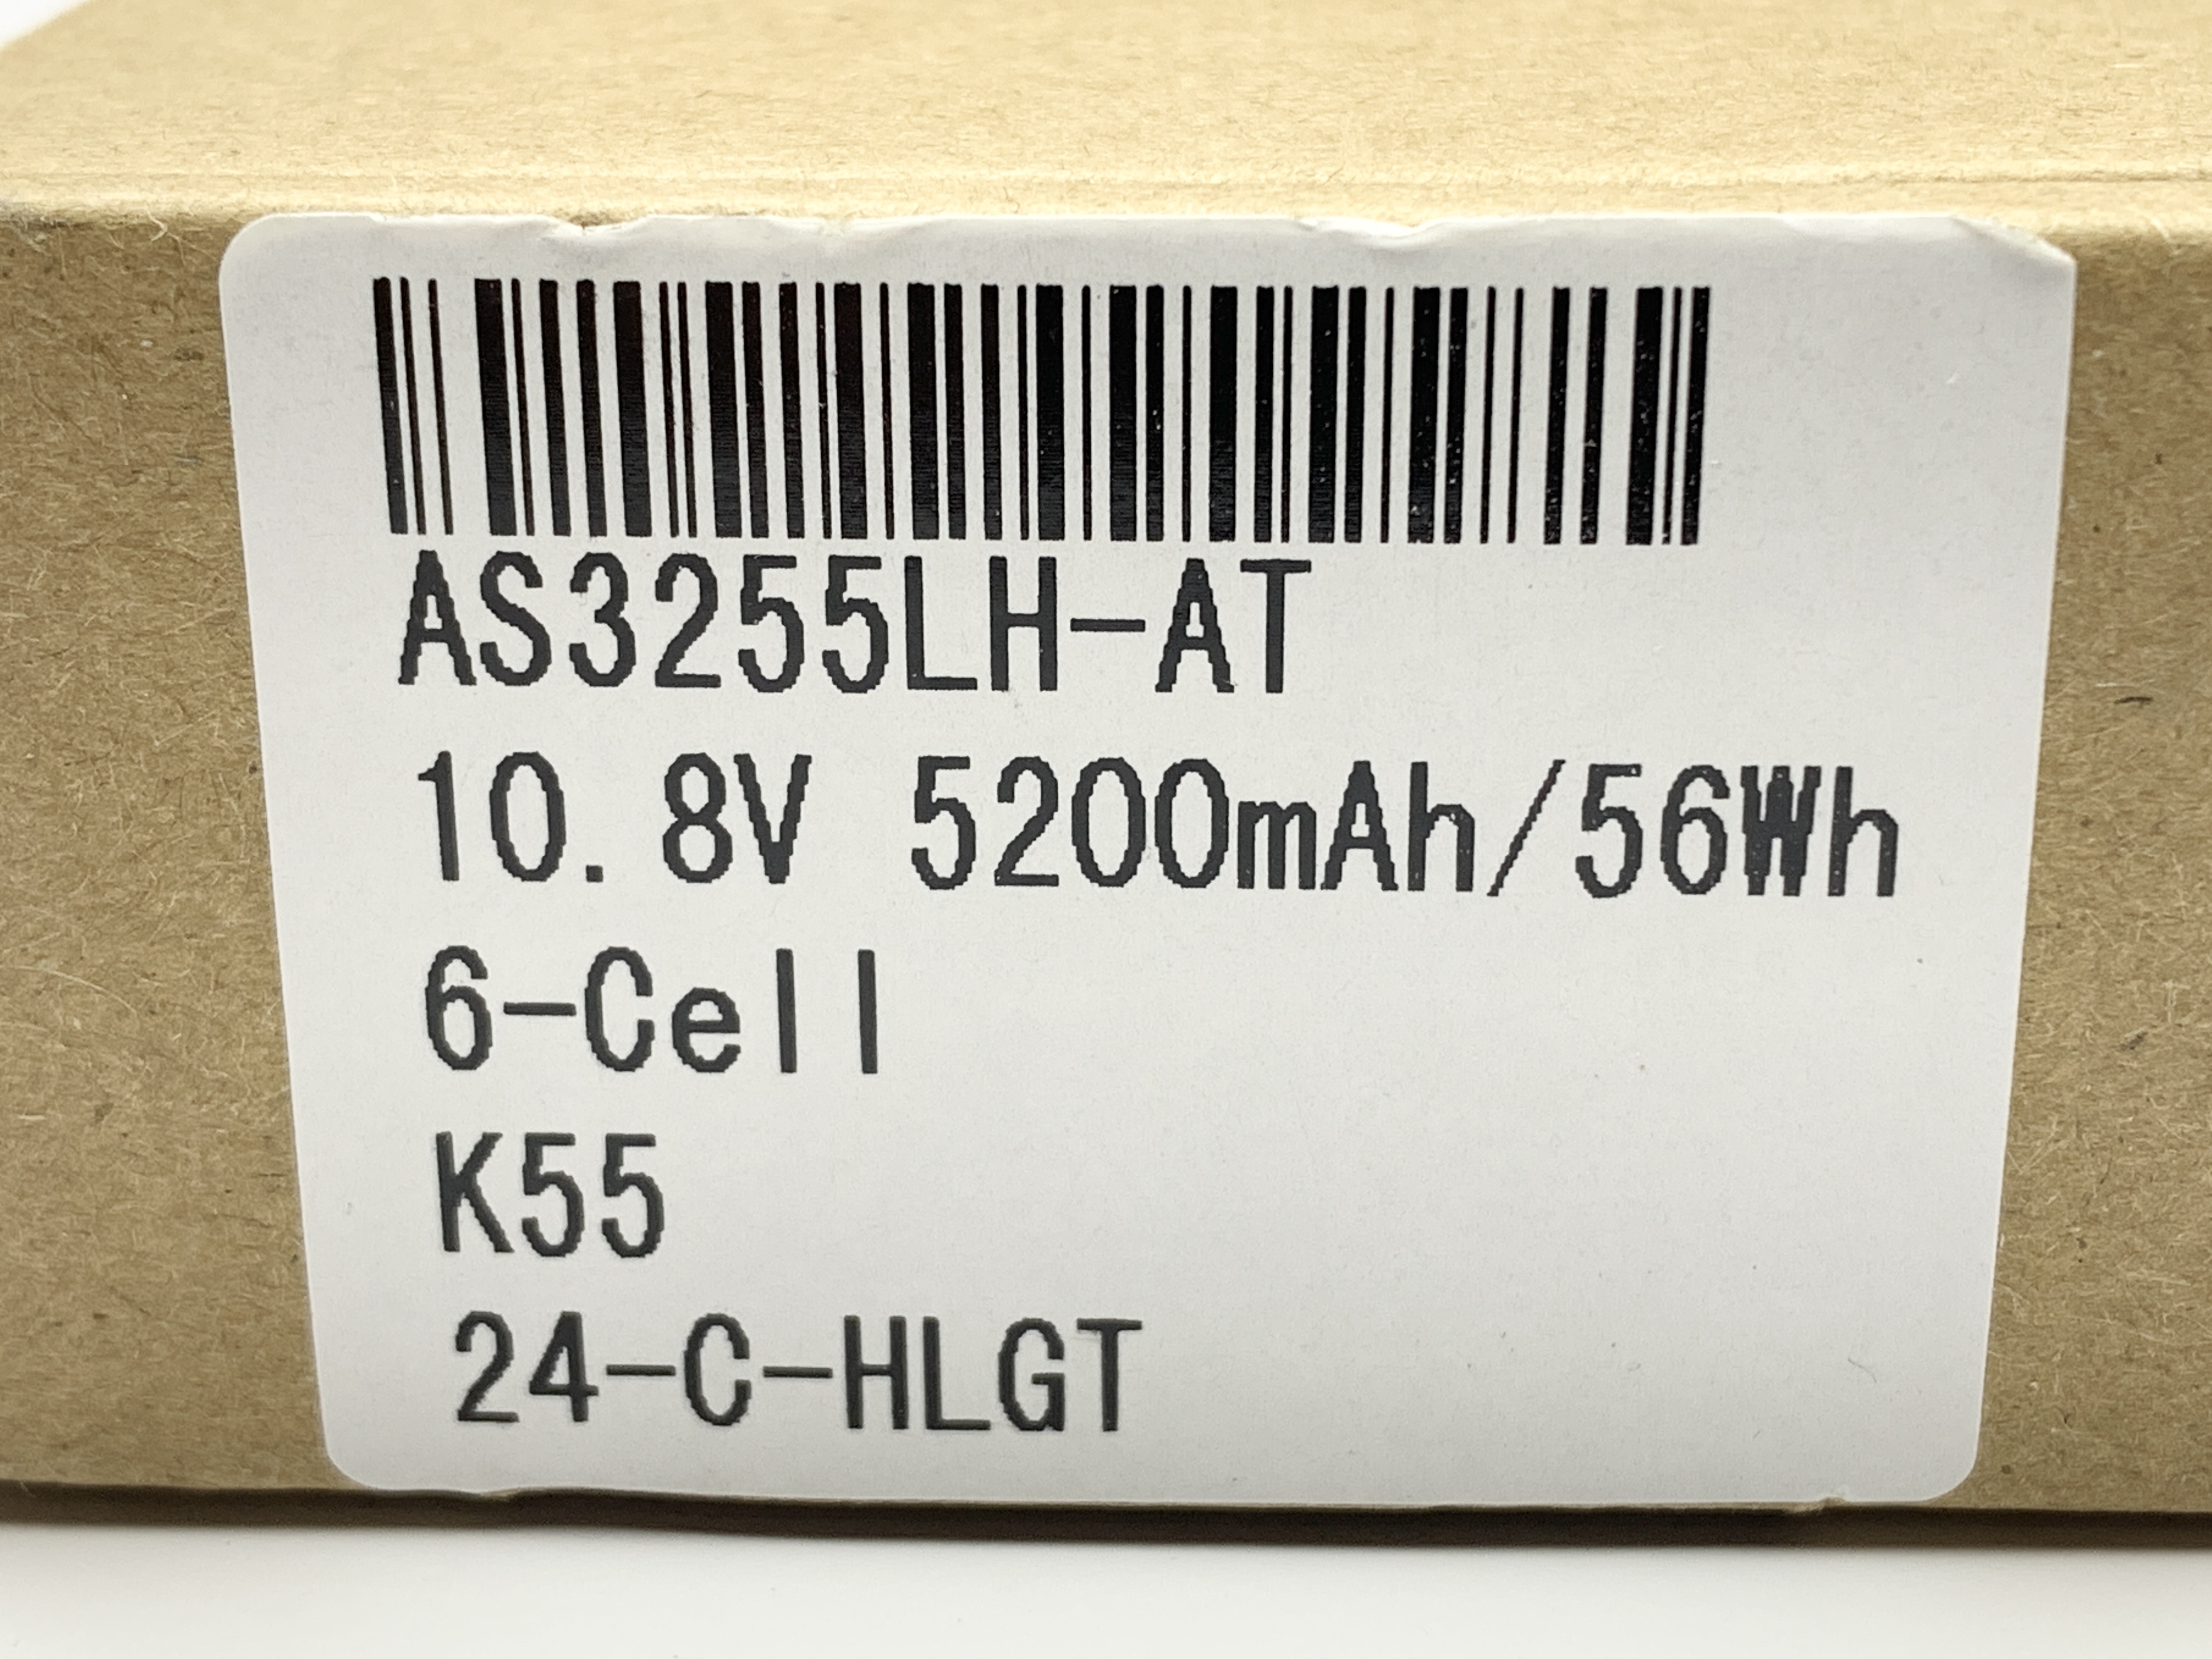 AS3255LH-AT
10.8V 5200mAh/56Wh
6-Cell
K55
24-C-HLGT